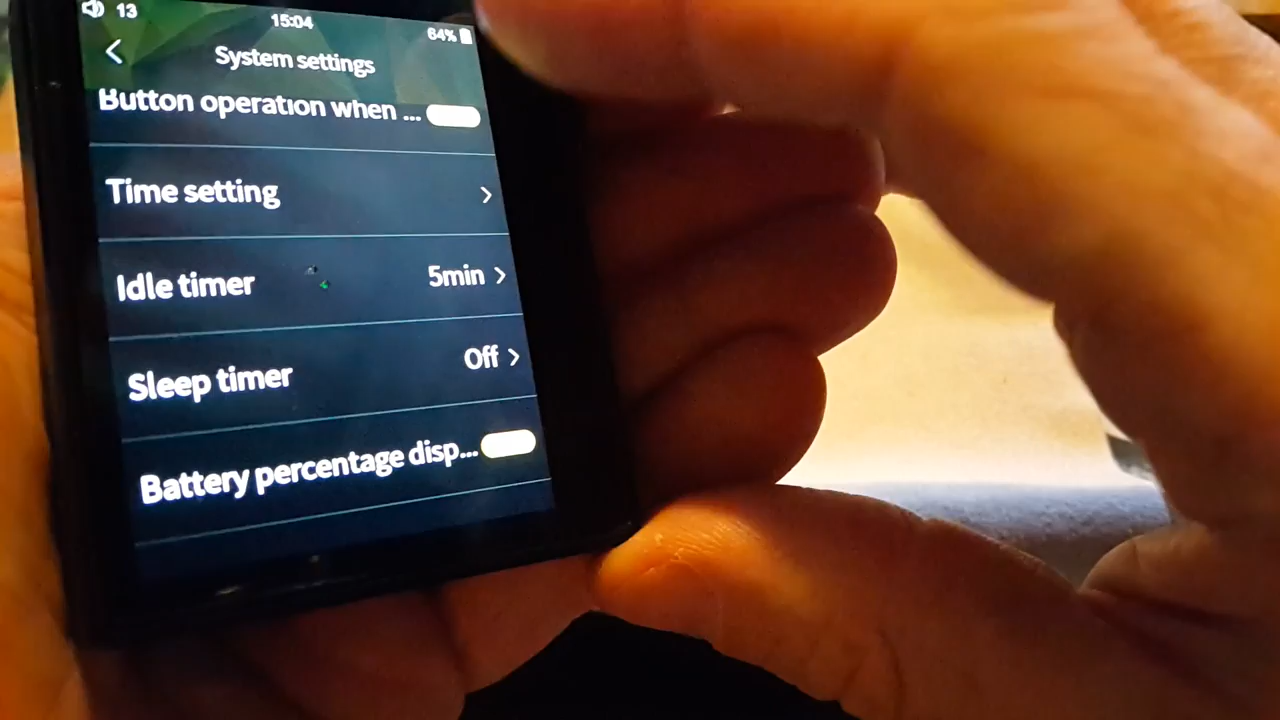 13 15:04 64%
System settings
Button operation when ...
Time setting
Idle timer 5min
Sleep timer Off
Battery percentage disp...